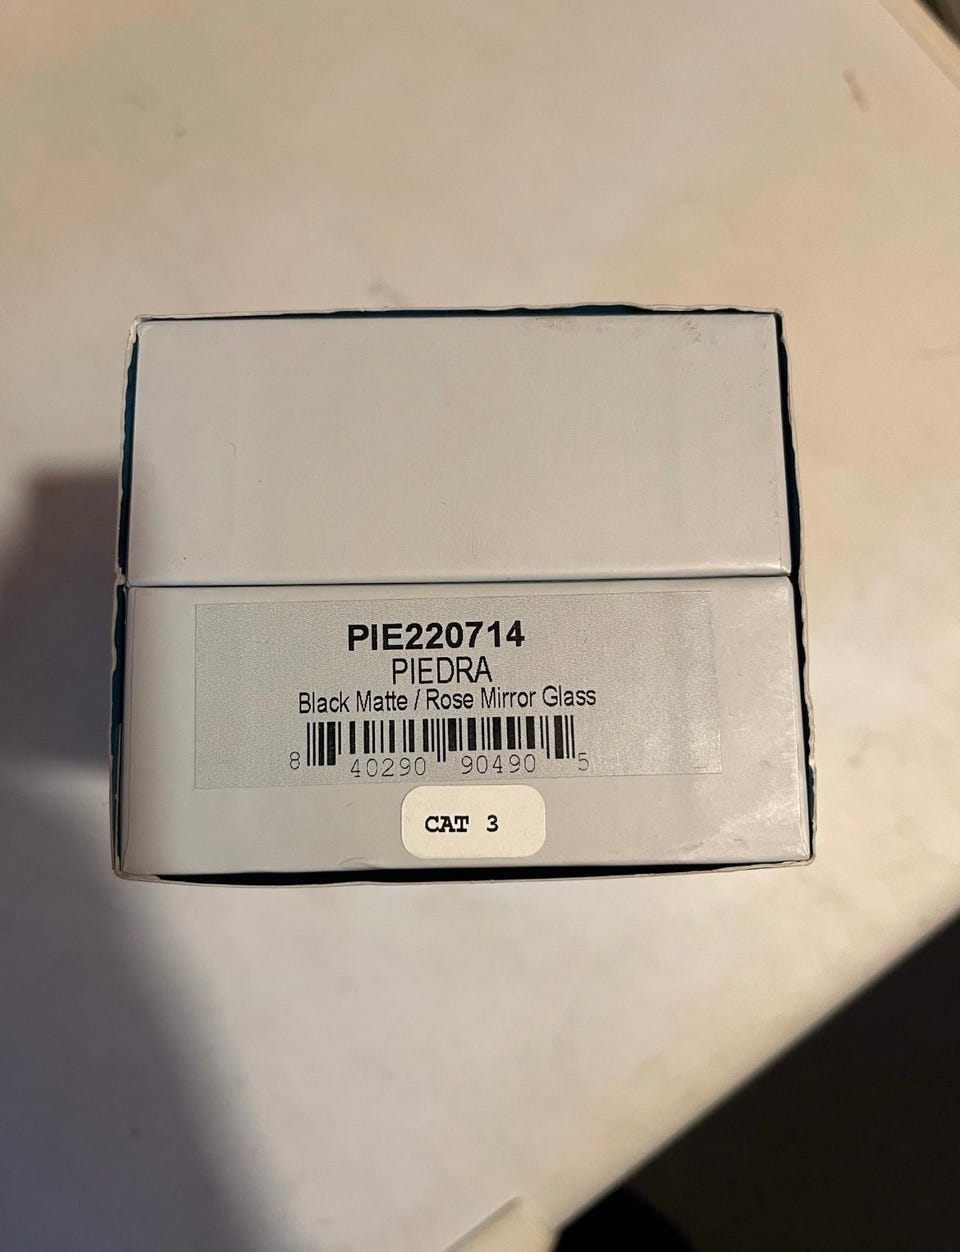 PIE220714
PIEDRA
Black Matte / Rose Mirror Glass
8 40290 90490 5
CAT 3